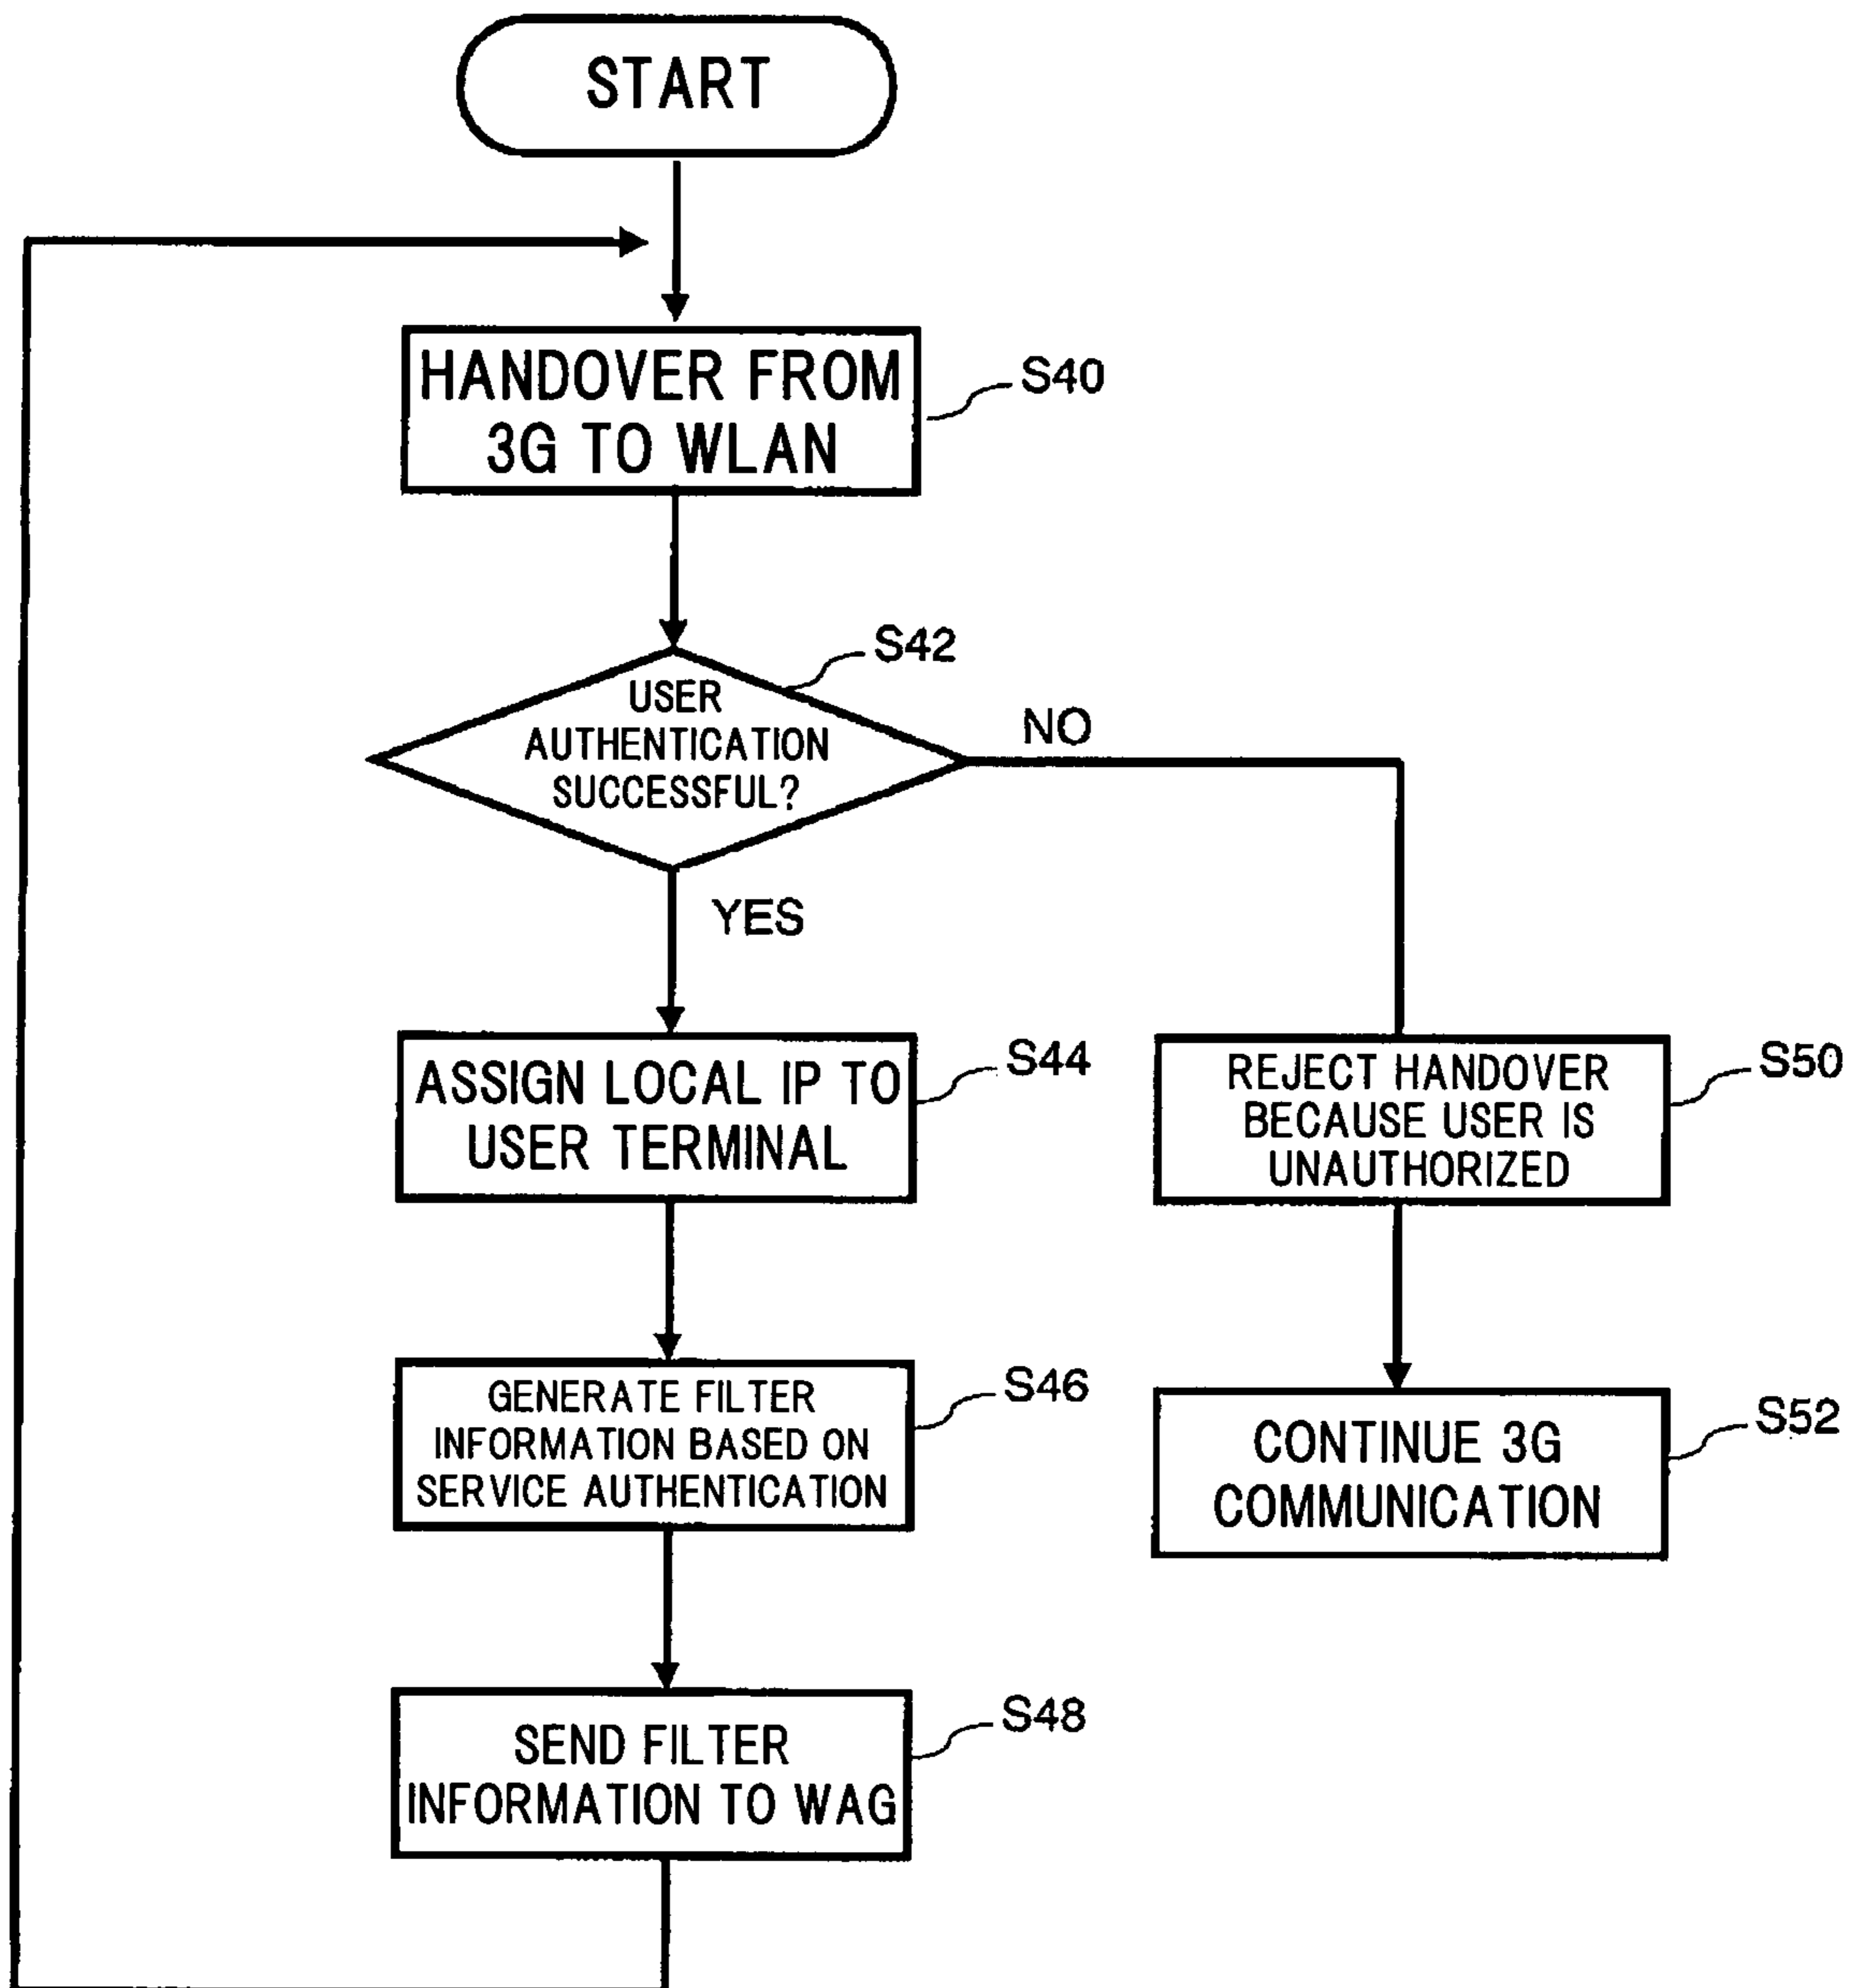 START
HANDOVER FROM
3G TO WLAN
S40
S42
USER
AUTHENTICATION
SUCCESSFUL?
NO
YES
ASSIGN LOCAL IP TO
USER TERMINAL
S44
REJECT HANDOVER
BECAUSE USER IS
UNAUTHORIZED
S50
GENERATE FILTER
INFORMATION BASED ON
SERVICE AUTHENTICATION
S46
CONTINUE 3G
COMMUNICATION
S52
SEND FILTER
INFORMATION TO WAG
S48